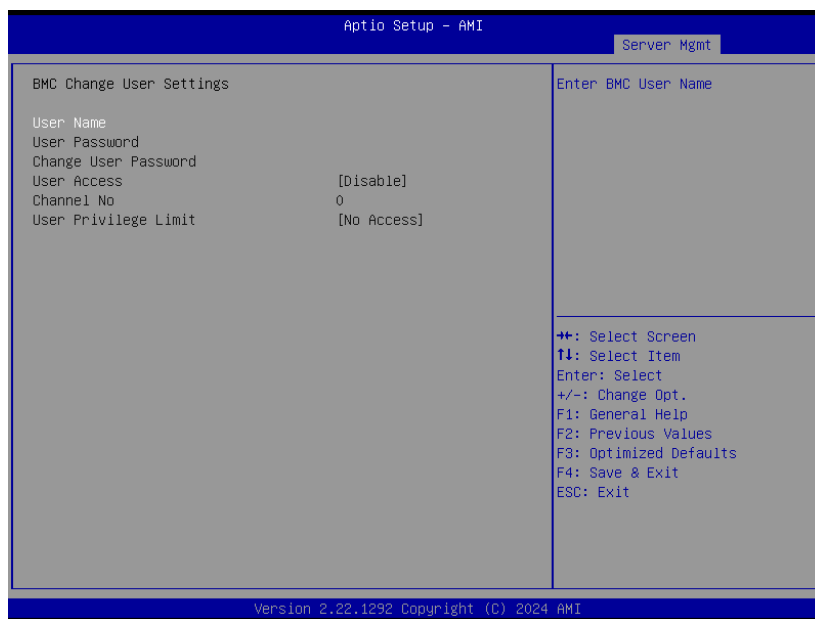 Aptio Setup - AMI
Server Mgmt
BMC Change User Settings
Enter BMC User Name
User Name
User Password
Change User Password
User Access [Disable]
Channel No 0
User Privilege Limit [No Access]
→←: Select Screen
↑↓: Select Item
Enter: Select
+/-: Change Opt.
F1: General Help
F2: Previous Values
F3: Optimized Defaults
F4: Save & Exit
ESC: Exit
Version 2.22.1292 Copyright (C) 2024 AMI